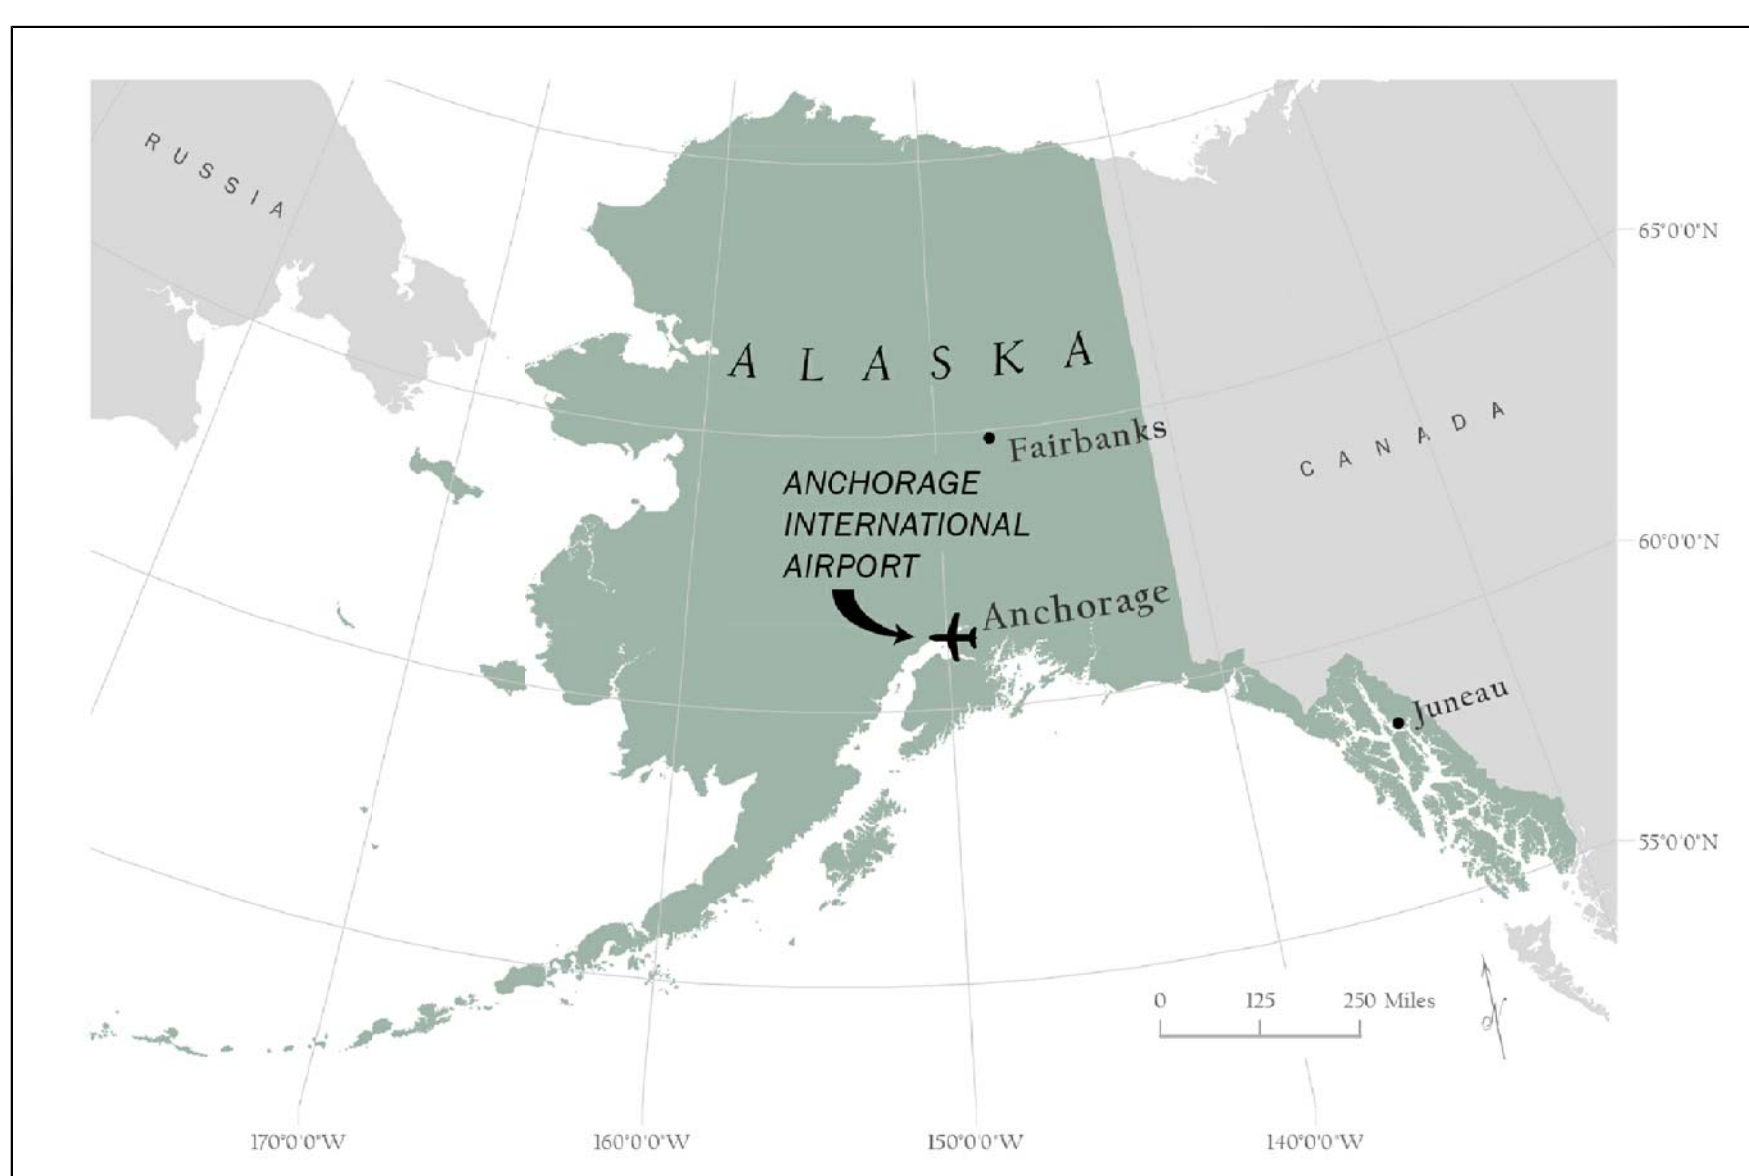 RUSSIA
65°0'0"N
ALASKA
CANADA
Fairbanks
ANCHORAGE
INTERNATIONAL
AIRPORT
60°0'0"N
Anchorage
Juneau
55°0'0"N
0 125 250 Miles
170°0'0"W 160°0'0"W 150°0'0"W 140°0'0"W